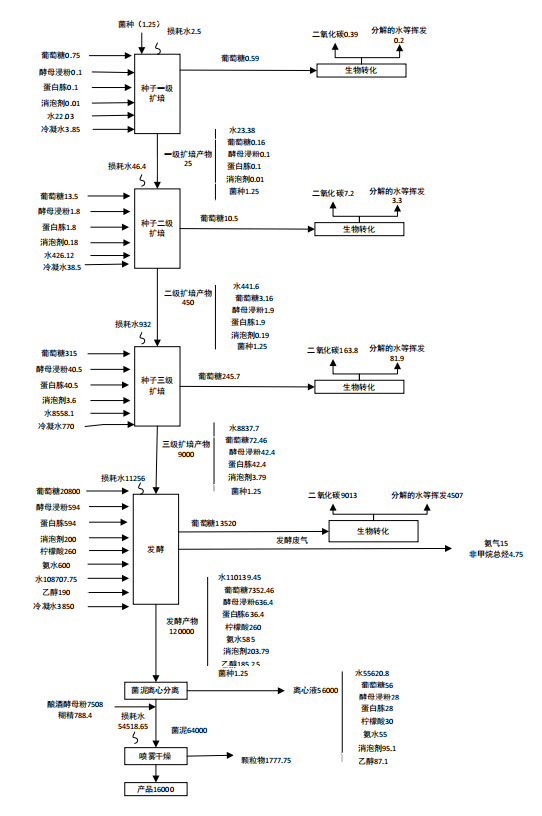 菌种（1.25）
损耗水2.5
葡萄糖0.75
酵母浸粉0.1
蛋白胨0.1
消泡剂0.01
水22.03
冷凝水3.85
种子一级
扩培
葡萄糖0.59
二氧化碳0.39
分解的水等挥发
0.2
生物转化
一级扩培产物
25
水23.38
葡萄糖0.16
酵母浸粉0.1
蛋白胨0.1
消泡剂0.01
菌种1.25
损耗水46.4
葡萄糖13.5
酵母浸粉1.8
蛋白胨1.8
消泡剂0.18
水426.12
冷凝水38.5
种子二级
扩培
葡萄糖10.5
二氧化碳7.2
分解的水等挥发
3.3
生物转化
二级扩培产物
450
水441.6
葡萄糖3.16
酵母浸粉1.9
蛋白胨1.9
消泡剂0.19
菌种1.25
损耗水932
葡萄糖315
酵母浸粉40.5
蛋白胨40.5
消泡剂3.6
水8558.1
冷凝水770
种子三级
扩培
葡萄糖245.7
二氧化碳163.8
分解的水等挥发
81.9
生物转化
三级扩培产物
9000
水8837.7
葡萄糖72.46
酵母浸粉42.4
蛋白胨42.4
消泡剂3.79
菌种1.25
损耗水11256
葡萄糖20800
酵母浸粉594
蛋白胨594
消泡剂200
柠檬酸260
氨水600
水108707.75
乙醇190
冷凝水3850
发酵
葡萄糖13520
二氧化碳9013
分解的水等挥发4507
生物转化
发酵废气
氨气15
非甲烷总烃4.75
发酵产物
120000
水110139.45
葡萄糖7352.46
酵母浸粉636.4
蛋白胨636.4
柠檬酸260
氨水585
消泡剂203.79
乙醇185.25
菌种1.25
菌泥离心分离
离心液56000
水55620.8
葡萄糖56
酵母浸粉28
蛋白胨28
柠檬酸30
氨水55
消泡剂95.1
乙醇87.1
酸酒酵母粉7508
糊精788.4
损耗水
54518.65
菌泥64000
喷雾干燥
颗粒物1777.75
产品16000